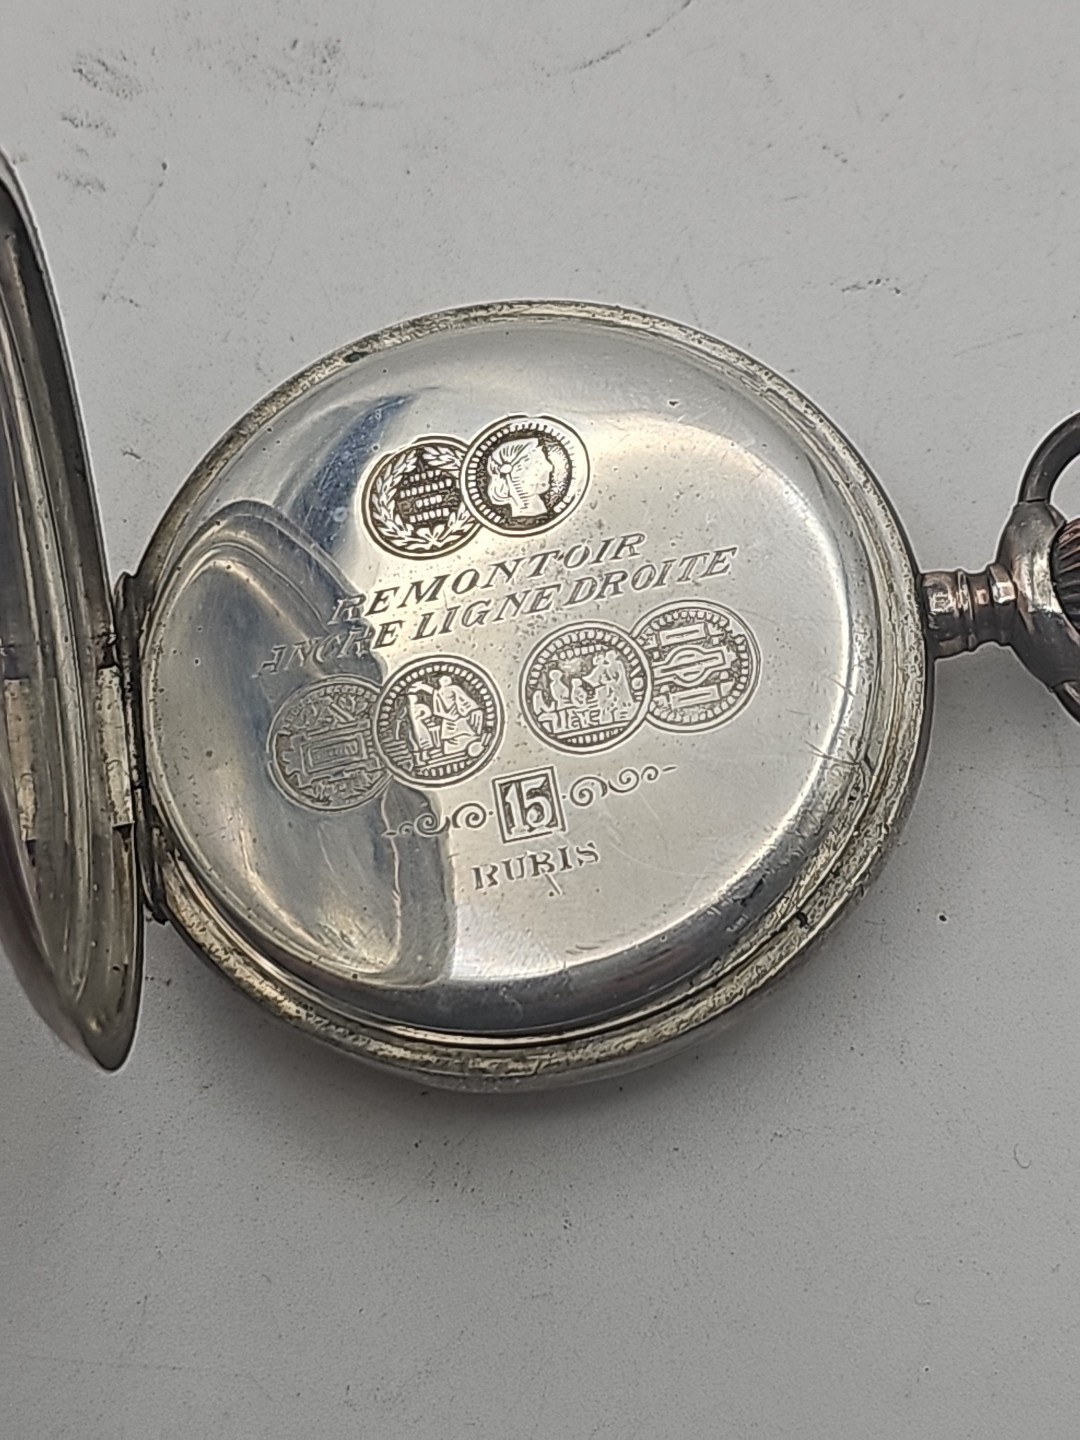 REMONTOIR
ANCRE LIGNE DROITE
15
RUBIS